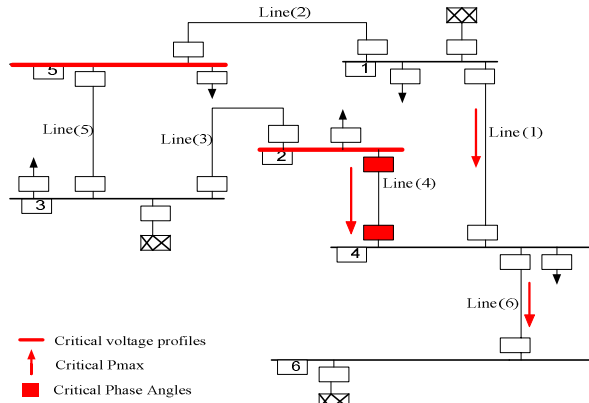 Line(2)
5
1
Line(5)
Line(3)
Line(1)
2
Line(4)
3
4
Line(6)
6
Critical voltage profiles
Critical Pmax
Critical Phase Angles